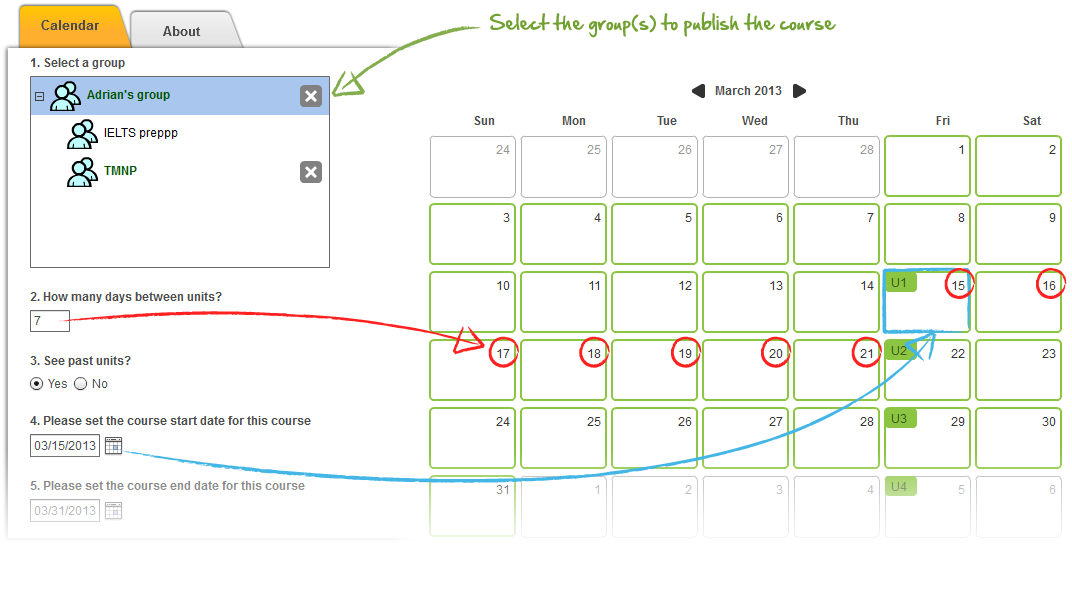 Calendar
About
Select the group(s) to publish the course
1. Select a group
Adrian's group
IELTS preppp
TMNP
2. How many days between units?
7
3. See past units?
Yes No
4. Please set the course start date for this course
03/15/2013
5. Please set the course end date for this course
03/31/2013
March 2013
Sun Mon Tue Wed Thu Fri Sat
24 25 26 27 28 1 2
3 4 5 6 7 8 9
10 11 12 13 14 U1 15 16
17 18 19 20 21 U2 22 23
24 25 26 27 28 U3 29 30
31 1 2 3 4 U4 5 6